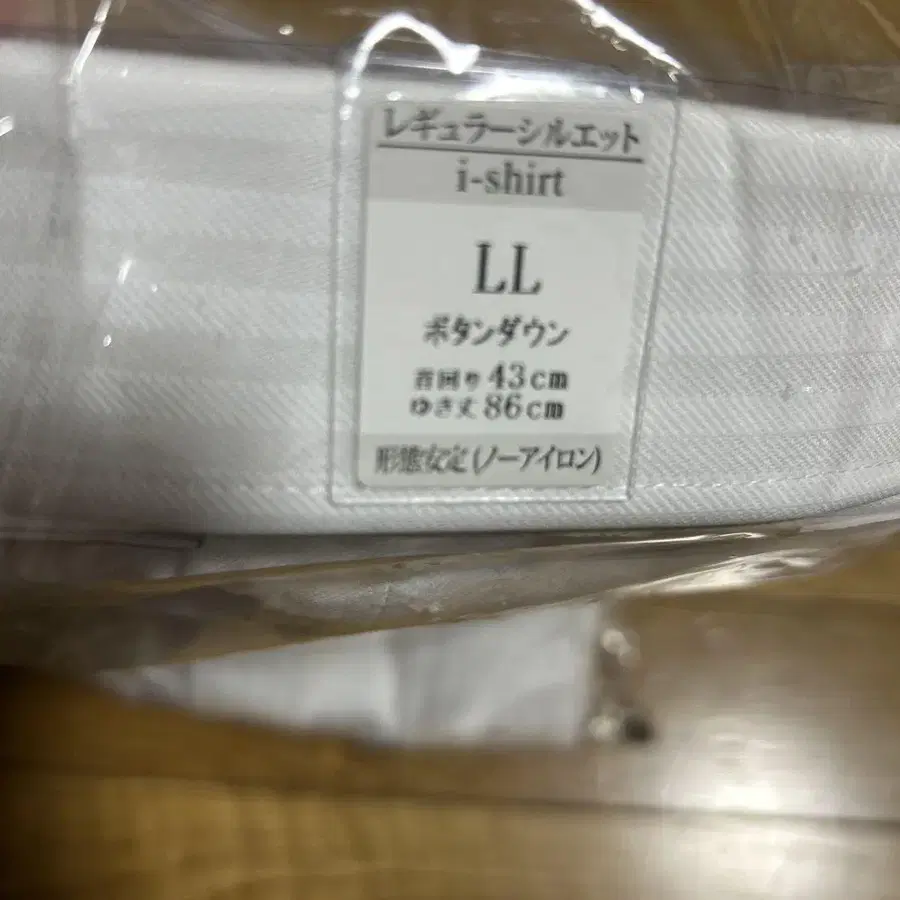 レギュラーシルエット
i-shirt
LL
ボタンダウン
首回り 43cm
ゆき丈 86cm
形態安定(ノーアイロン)